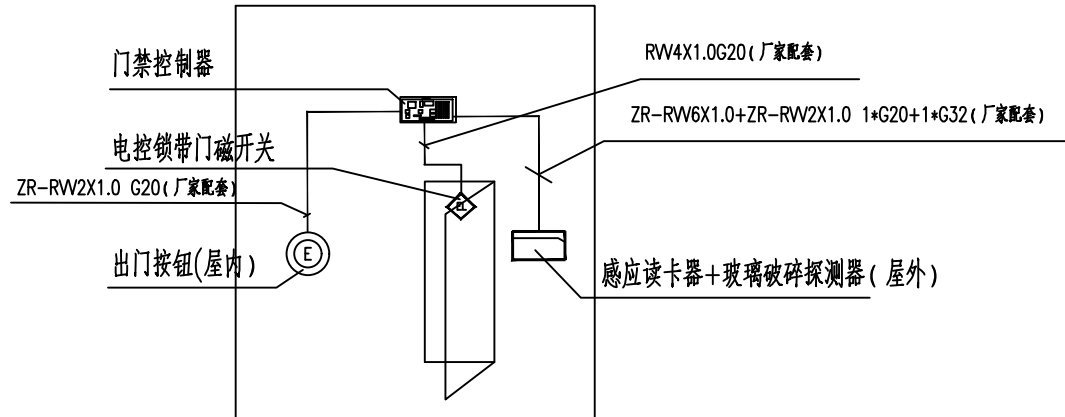 RVV4X1.0G20(厂家配套)
门禁控制器
ZR-RVV6X1.0+ZR-RVV2X1.0 1*G20+1*G32(厂家配套)
电控锁带门磁开关
ZR-RVV2X1.0 G20(厂家配套)
EL
E
出门按钮(屋内)
感应读卡器+玻璃破碎探测器(屋外)